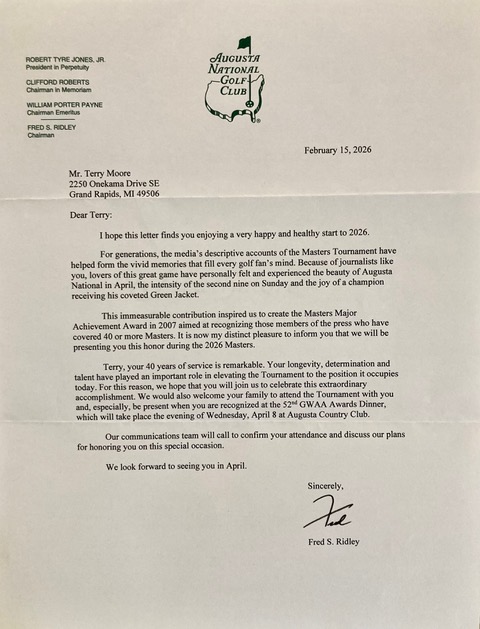 ROBERT TYRE JONES, JR.
President in Perpetuity
CLIFFORD ROBERTS
Chairman in Memoriam
WILLIAM PORTER PAYNE
Chairman Emeritus
FRED S. RIDLEY
Chairman
AUGUSTA
NATIONAL
GOLF
CLUB
®
February 15, 2026
Mr. Terry Moore
2250 Onekama Drive SE
Grand Rapids, MI 49506
Dear Terry:
I hope this letter finds you enjoying a very happy and healthy start to 2026.
For generations, the media's descriptive accounts of the Masters Tournament have
helped form the vivid memories that fill every golf fan's mind. Because of journalists like
you, lovers of this great game have personally felt and experienced the beauty of Augusta
National in April, the intensity of the second nine on Sunday and the joy of a champion
receiving his coveted Green Jacket.
This immeasurable contribution inspired us to create the Masters Major
Achievement Award in 2007 aimed at recognizing those members of the press who have
covered 40 or more Masters. It is now my distinct pleasure to inform you that we will be
presenting you this honor during the 2026 Masters.
Terry, your 40 years of service is remarkable. Your longevity, determination and
talent have played an important role in elevating the Tournament to the position it occupies
today. For this reason, we hope that you will join us to celebrate this extraordinary
accomplishment. We would also welcome your family to attend the Tournament with you
and, especially, be present when you are recognized at the 52nd GWAA Awards Dinner,
which will take place the evening of Wednesday, April 8 at Augusta Country Club.
Our communications team will call to confirm your attendance and discuss our plans
for honoring you on this special occasion.
We look forward to seeing you in April.
Sincerely,
Fred
Fred S. Ridley